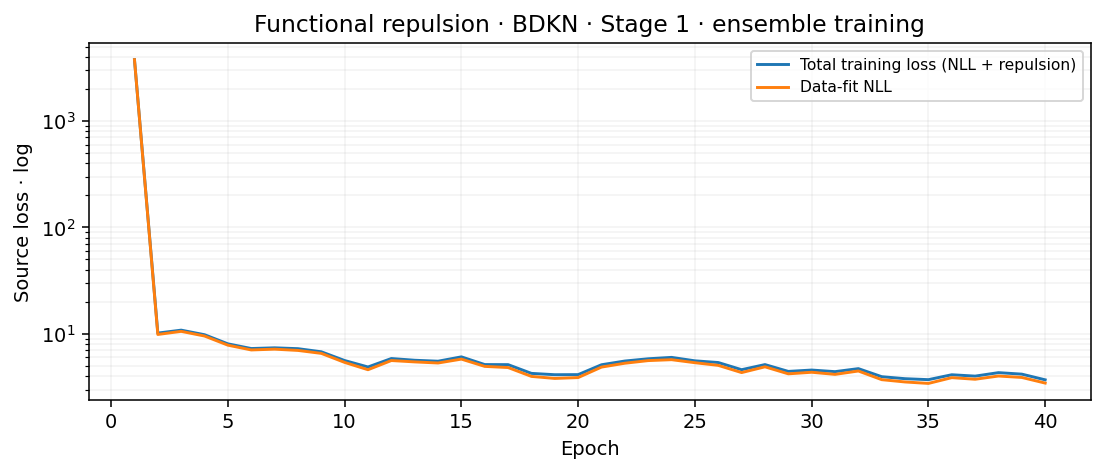 Functional repulsion · BDKN · Stage 1 · ensemble training
Total training loss (NLL + repulsion)
Data-fit NLL
Source loss · log
10³
10²
10¹
0 5 10 15 20 25 30 35 40
Epoch